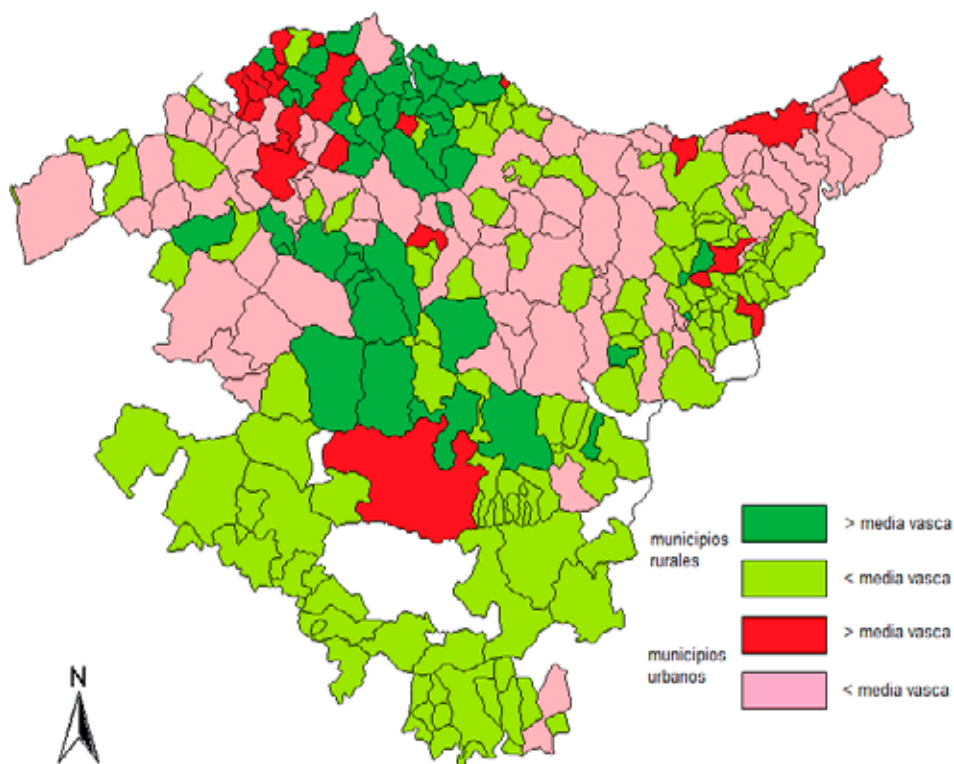 municipios
rurales
> media vasca
< media vasca
municipios
urbanos
> media vasca
< media vasca
N